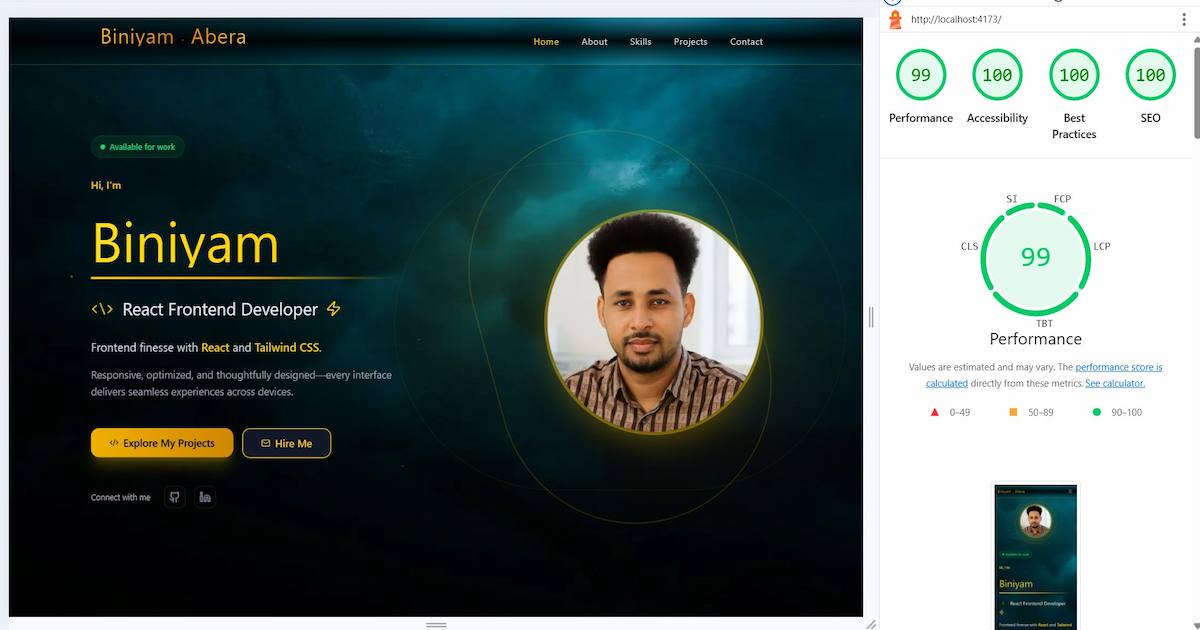 Biniyam · Abera
Home About Skills Projects Contact
Available for work
Hi, I'm
Biniyam
<\> React Frontend Developer
Frontend finesse with React and Tailwind CSS.
Responsive, optimized, and thoughtfully designed—every interface
delivers seamless experiences across devices.
</> Explore My Projects
Hire Me
Connect with me
http://localhost:4173/
99 100 100 100
Performance Accessibility Best
Practices SEO
SI FCP
CLS LCP
99
TBT
Performance
Values are estimated and may vary. The performance score is
calculated directly from these metrics. See calculator.
0–49 50–89 90–100
Biniyam Abera
Available for work
Hi, I'm
Biniyam
React Frontend Developer
Frontend finesse with React and Tailwind